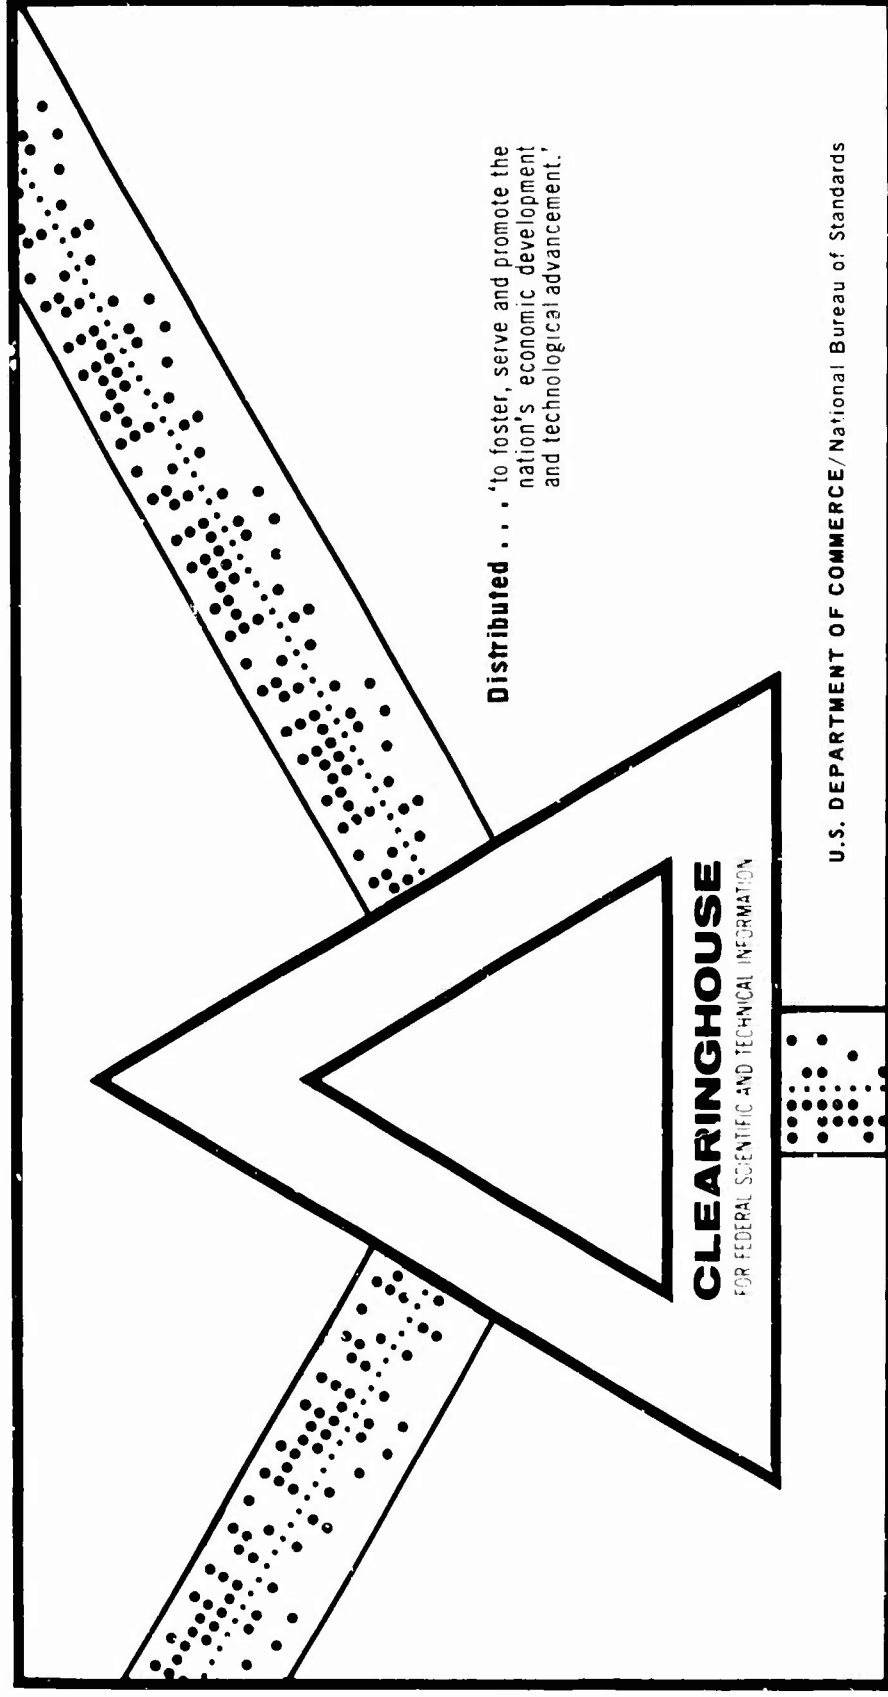 Distributed . . . 'to foster, serve and promote the
nation's economic development
and technological advancement.'
CLEARINGHOUSE
FOR FEDERAL SCIENTIFIC AND TECHNICAL INFORMATION
U.S. DEPARTMENT OF COMMERCE/National Bureau of Standards